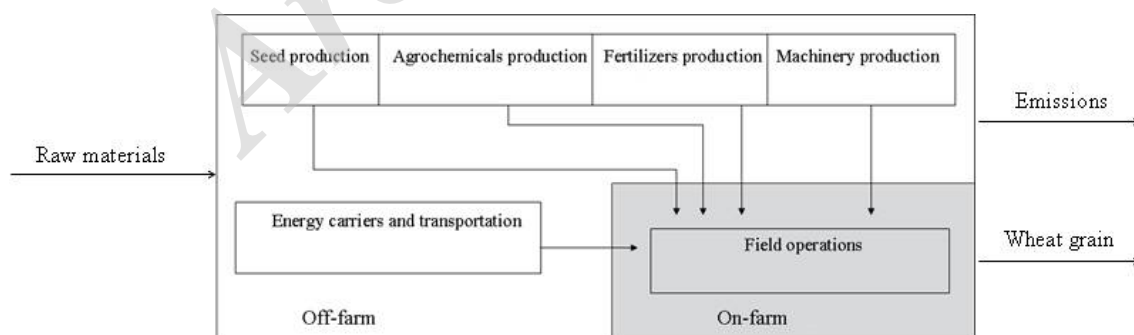 Seed production
Agrochemicals production
Fertilizers production
Machinery production
Emissions
Raw materials
Energy carriers and transportation
Field operations
Wheat grain
Off-farm
On-farm